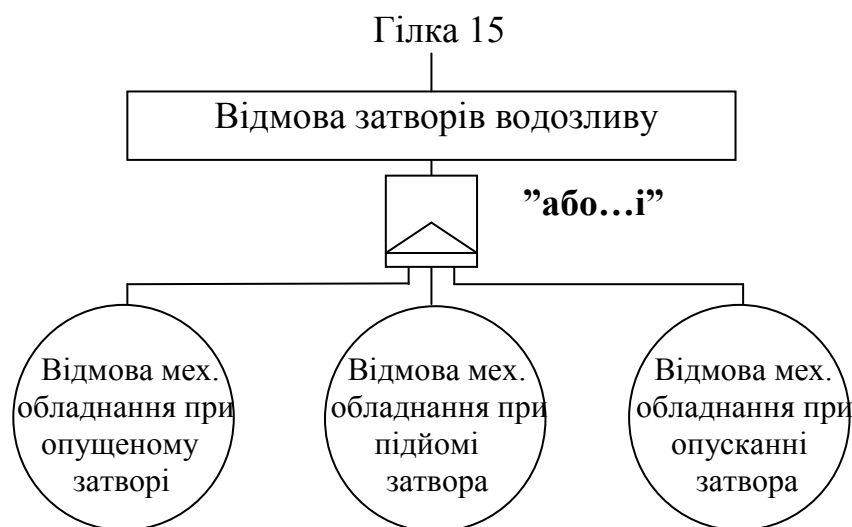 Гілка 15
Відмова затворів водозливу
”або…і”
Відмова мех.
обладнання при
опущеному
затворі
Відмова мех.
обладнання при
підйомі
затвора
Відмова мех.
обладнання при
опусканні
затвора